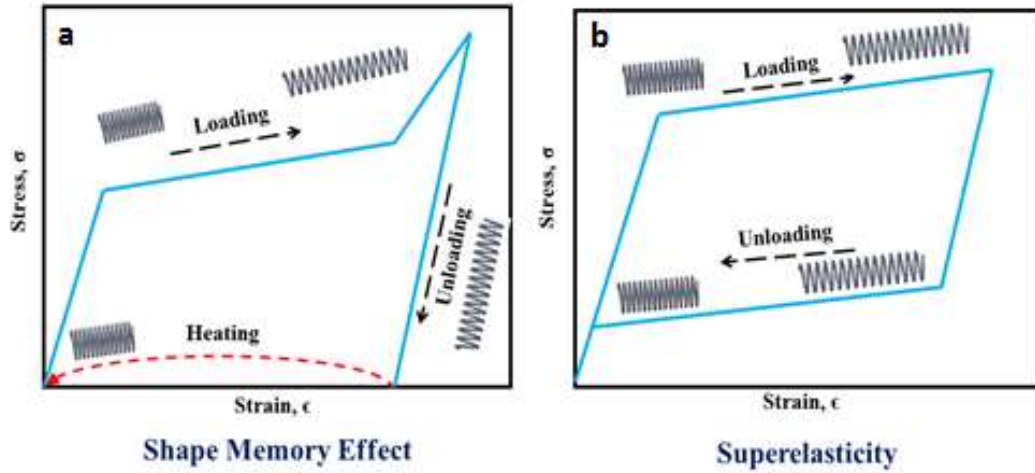 a
Loading
Unloading
Heating
Stress, σ
Strain, ϵ
Shape Memory Effect
b
Loading
Unloading
Stress, σ
Strain, ϵ
Superelasticity